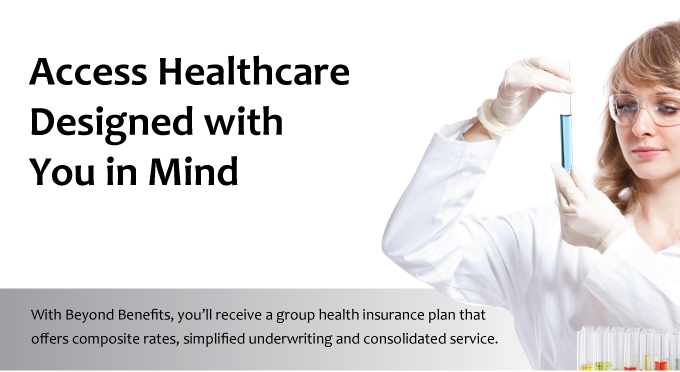 Access Healthcare
Designed with
You in Mind
With Beyond Benefits, you’ll receive a group health insurance plan that
offers composite rates, simplified underwriting and consolidated service.